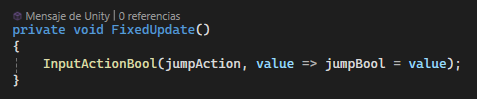 Mensaje de Unity | 0 referencias
private void FixedUpdate()
{
    InputActionBool(jumpAction, value => jumpBool = value);
}